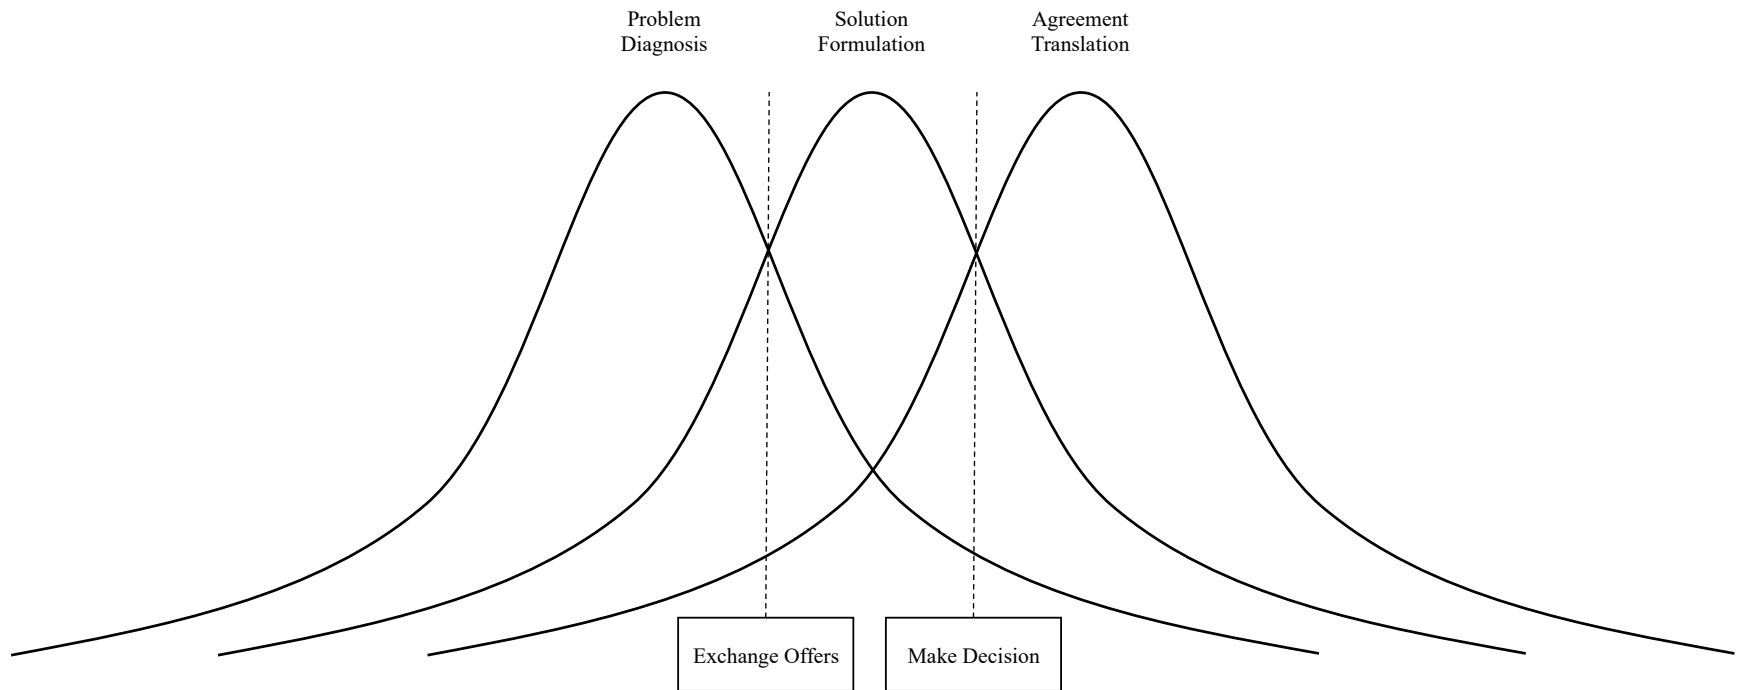 Problem
Diagnosis
Solution
Formulation
Agreement
Translation
Exchange Offers
Make Decision